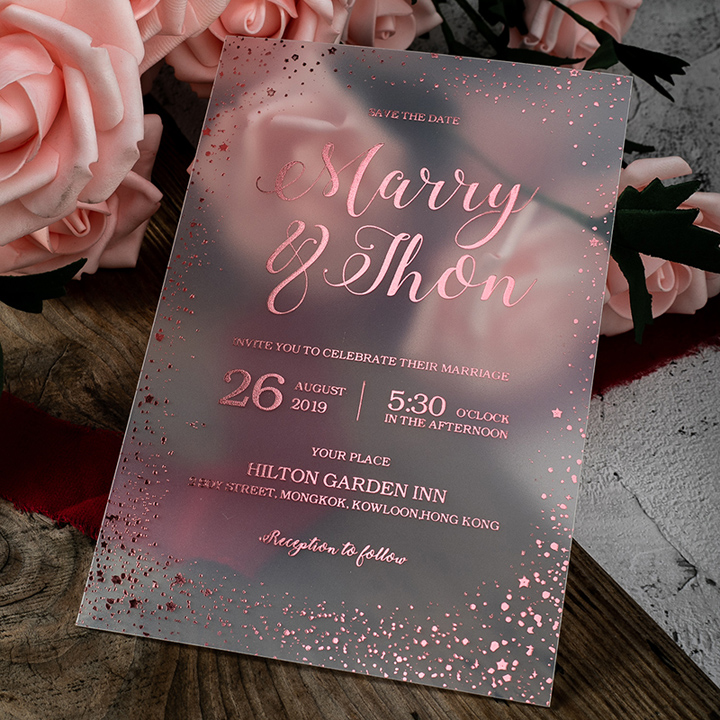 SAVE THE DATE
Marry
& Jhon
INVITE YOU TO CELEBRATE THEIR MARRIAGE
26 AUGUST 2019 | 5:30 O'CLOCK
IN THE AFTERNOON
YOUR PLACE
HILTON GARDEN INN
STREET, MONGKOK, KOWLOON,HONG KONG
Reception to follow